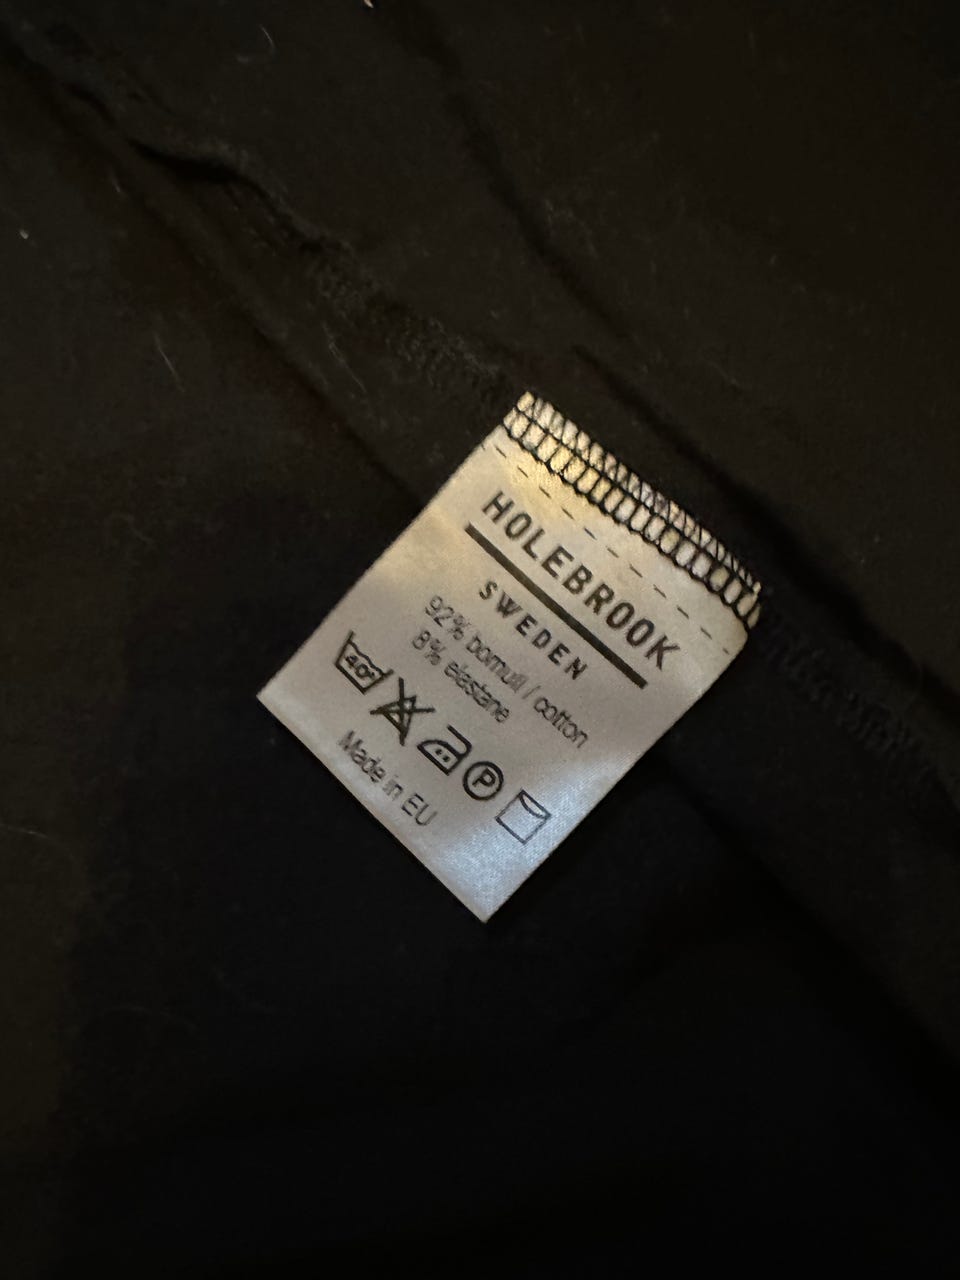 HOLEBROOK
SWEDEN
92% bomull / cotton
8% elastane
40° P
Made in EU